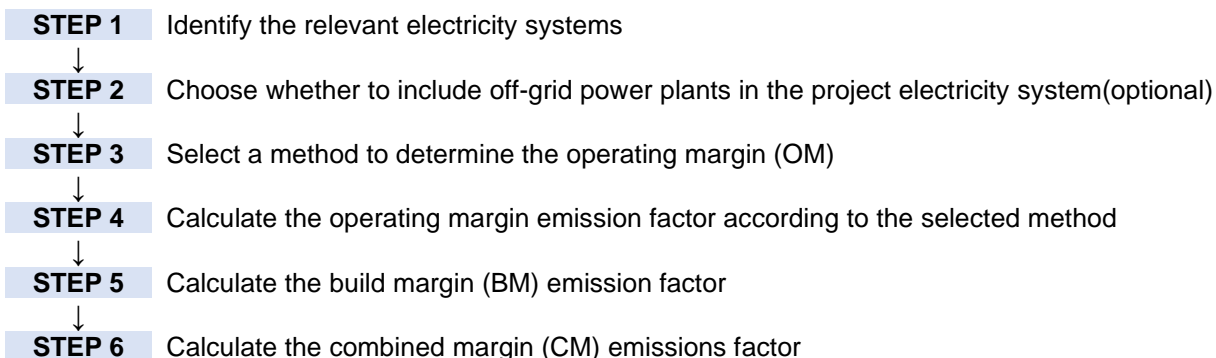 STEP 1 Identify the relevant electricity systems
↓
STEP 2 Choose whether to include off-grid power plants in the project electricity system(optional)
↓
STEP 3 Select a method to determine the operating margin (OM)
↓
STEP 4 Calculate the operating margin emission factor according to the selected method
↓
STEP 5 Calculate the build margin (BM) emission factor
↓
STEP 6 Calculate the combined margin (CM) emissions factor